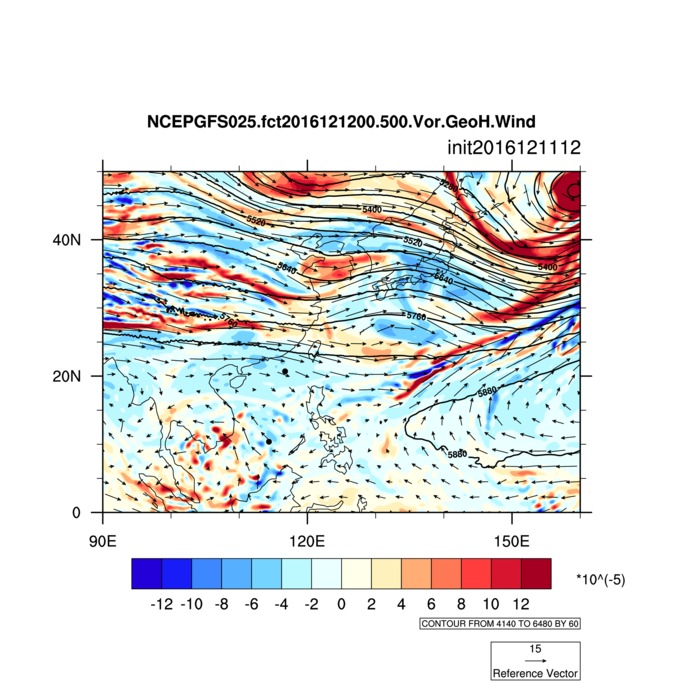 NCEPGFS025.fct2016121200.500.Vor.GeoH.Wind
init2016121112
5280
5400
5520
5520
40N
5640
5640
5400
5760
5760
20N
5880
5880
0
90E 120E 150E
-12 -10 -8 -6 -4 -2 0 2 4 6 8 10 12
*10^(-5)
CONTOUR FROM 4140 TO 6480 BY 60
15
Reference Vector